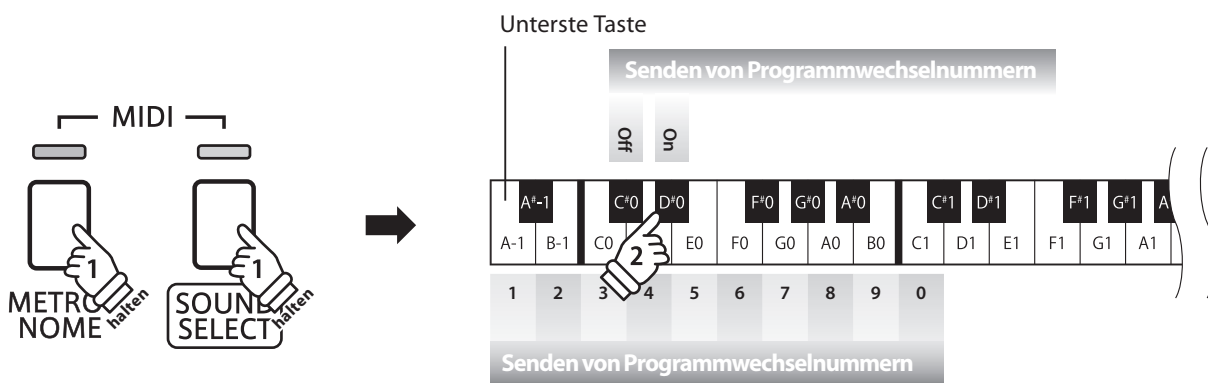 Unterste Taste
Senden von Programmwechselnummern
Off On
MIDI
A#-1 C#0 D#0 F#0 G#0 A#0 C#1 D#1 F#1 G#1 A
A-1 B-1 C0 E0 F0 G0 A0 B0 C1 D1 E1 F1 G1 A1
1 1 2
halten halten
METRO
NOME
SOUND
SELECT
1 2 3 4 5 6 7 8 9 0
Senden von Programmwechselnummern